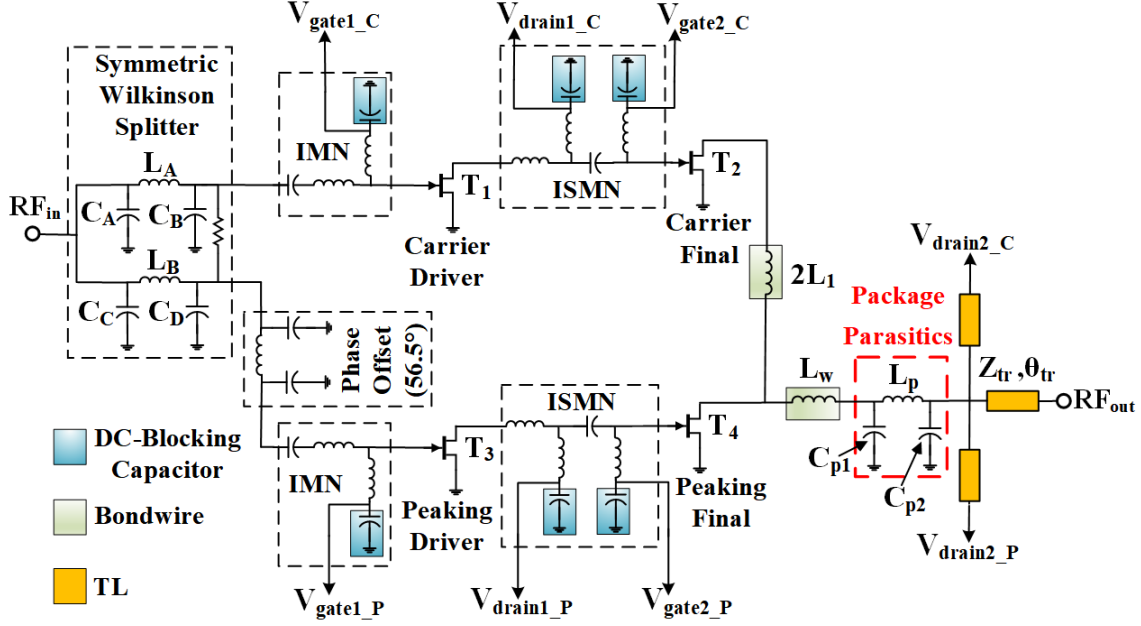 Symmetric
Wilkinson
Splitter
RFin
LA
CA
CB
LB
CC
CD
Vgate1_C
IMN
T1
Carrier
Driver
Vdrain1_C
Vgate2_C
ISMN
T2
Carrier
Final
2L1
Phase
Offset
(56.5°)
IMN
Vgate1_P
T3
Peaking
Driver
ISMN
Vdrain1_P
Vgate2_P
T4
Peaking
Final
Lw
Package
Parasitics
Lp
Cp1
Cp2
Vdrain2_C
Ztr ,θtr
RFout
Vdrain2_P
DC-Blocking
Capacitor
Bondwire
TL